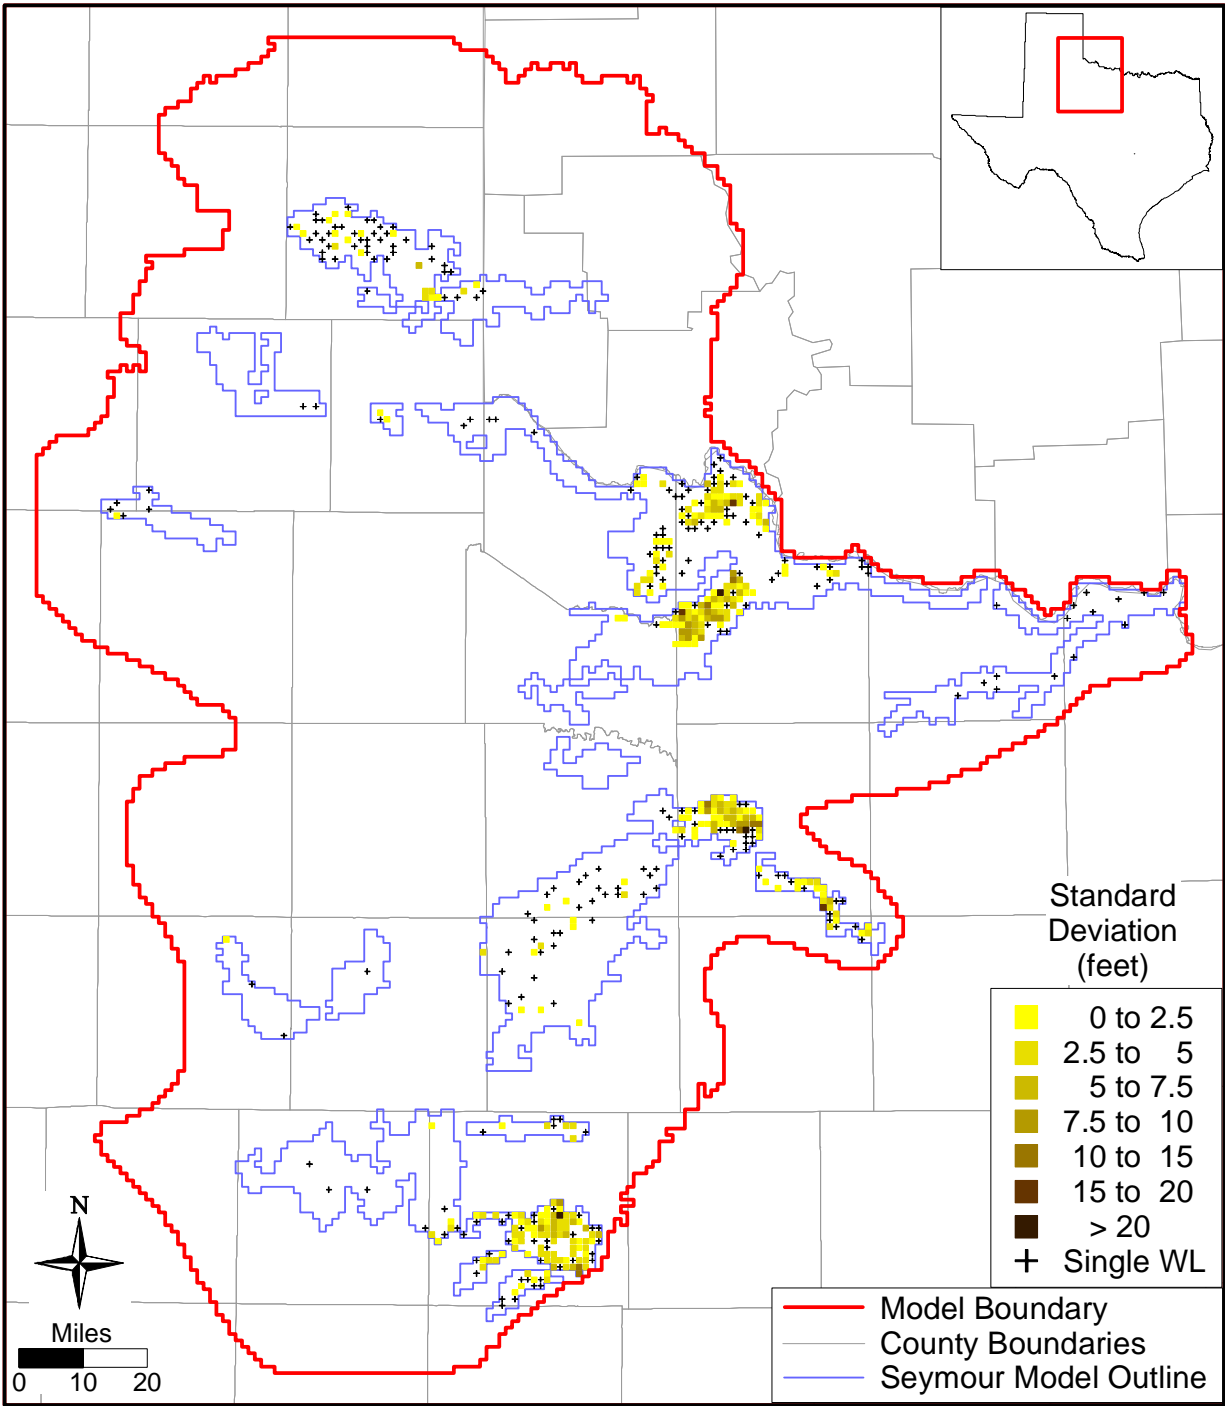 Standard
Deviation
(feet)
0 to 2.5
2.5 to 5
5 to 7.5
7.5 to 10
10 to 15
15 to 20
> 20
Single WL
N
Miles
0 10 20
Model Boundary
County Boundaries
Seymour Model Outline